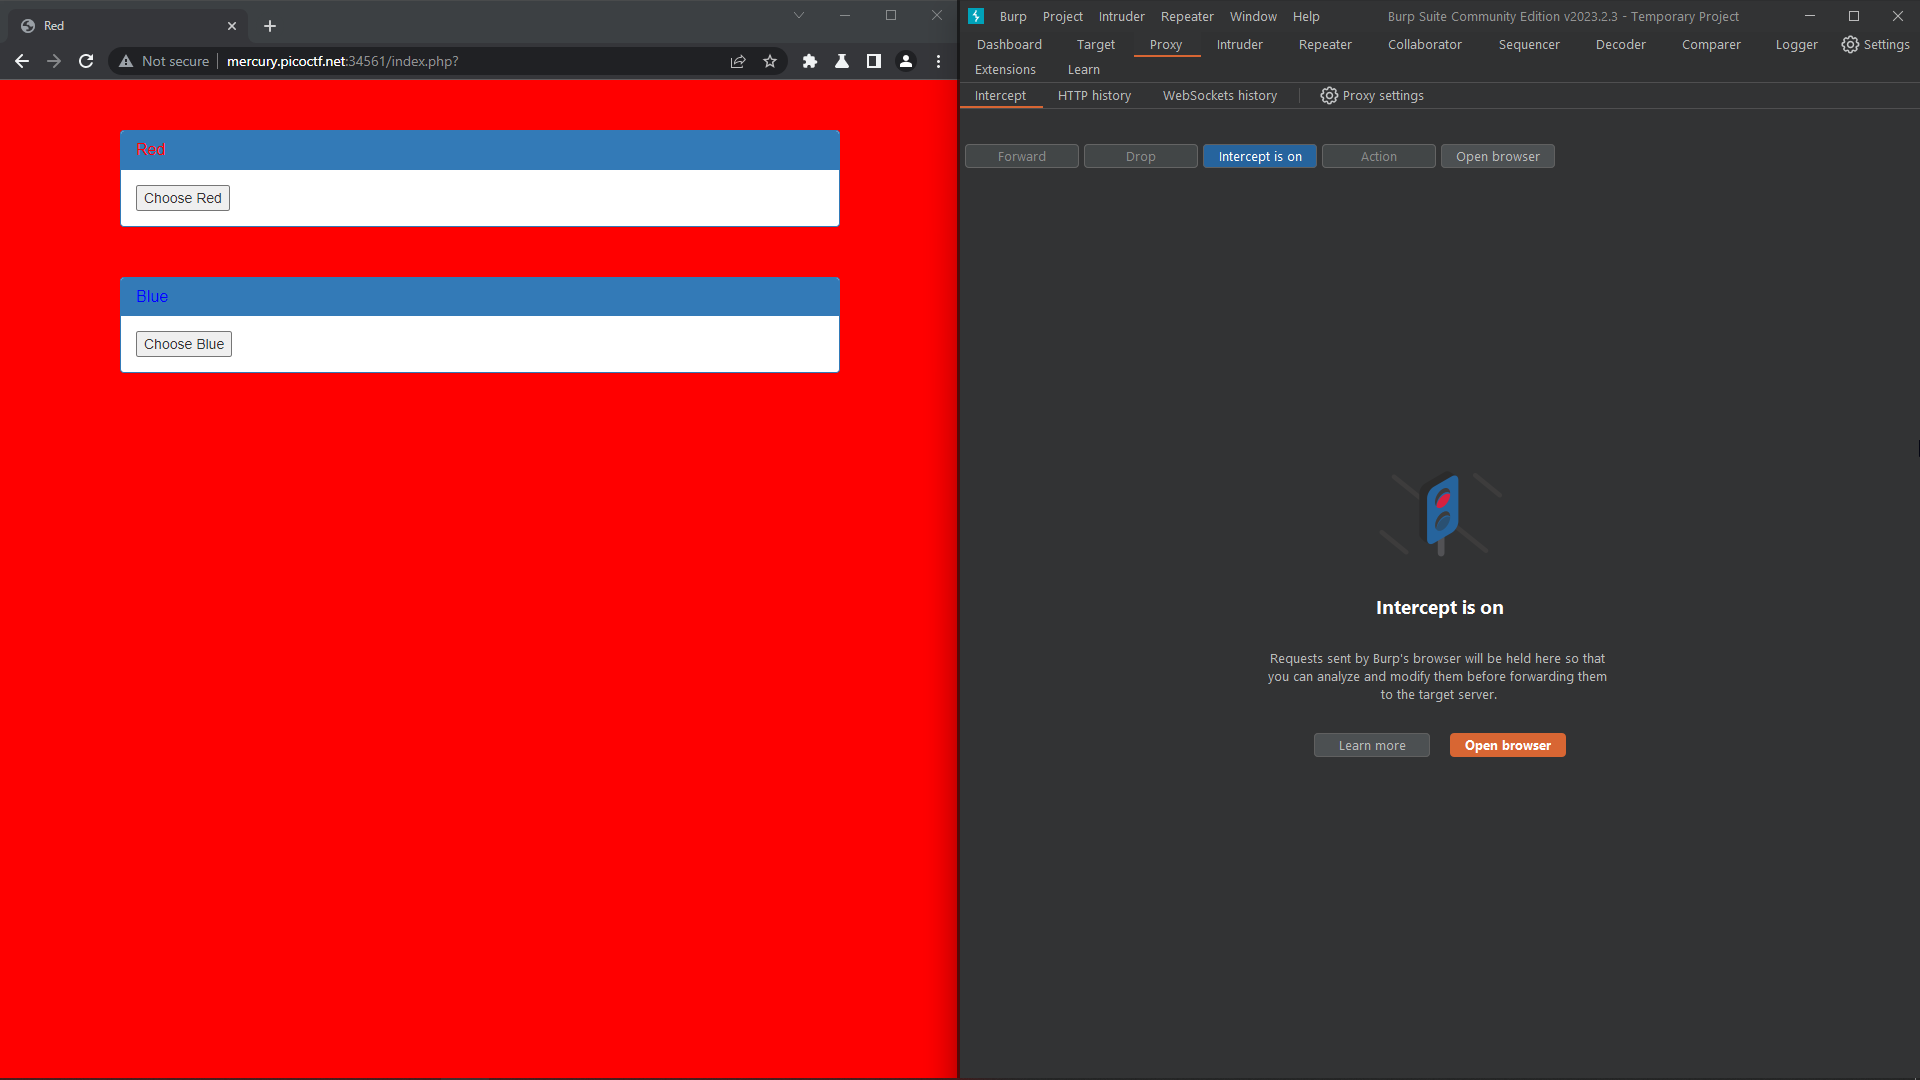 Red
Not secure mercury.picoctf.net:34561/index.php?
Red
Choose Red
Blue
Choose Blue
Burp Project Intruder Repeater Window Help Burp Suite Community Edition v2023.2.3 - Temporary Project
Dashboard Target Proxy Intruder Repeater Collaborator Sequencer Decoder Comparer Logger Settings
Extensions Learn
Intercept HTTP history WebSockets history Proxy settings
Forward Drop Intercept is on Action Open browser
Intercept is on
Requests sent by Burp's browser will be held here so that
you can analyze and modify them before forwarding them
to the target server.
Learn more Open browser